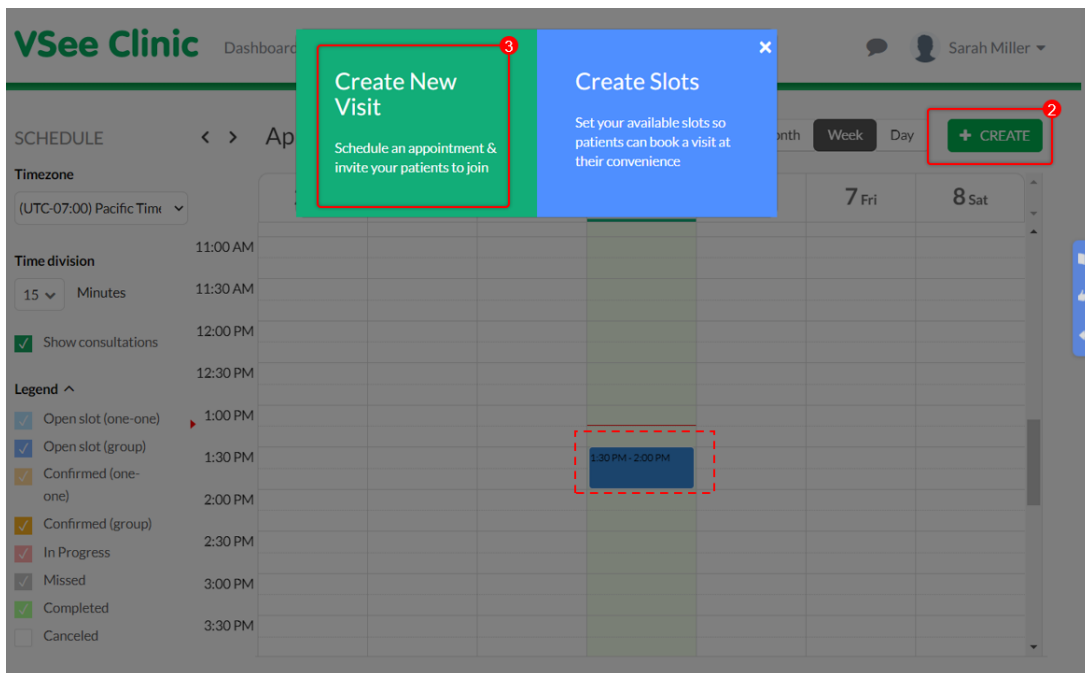 VSee Clinic
Dashboard
Sarah Miller
3
Create New
Visit
Schedule an appointment &
invite your patients to join
Create Slots
Set your available slots so
patients can book a visit at
their convenience
×
2
SCHEDULE
< >
Ap
onth
Week
Day
+ CREATE
Timezone
(UTC-07:00) Pacific Time
7 Fri
8 Sat
Time division
15
Minutes
Show consultations
Legend
Open slot (one-one)
Open slot (group)
Confirmed (one-
one)
Confirmed (group)
In Progress
Missed
Completed
Canceled
11:00 AM
11:30 AM
12:00 PM
12:30 PM
1:00 PM
1:30 PM
2:00 PM
2:30 PM
3:00 PM
3:30 PM
1:30 PM - 2:00 PM